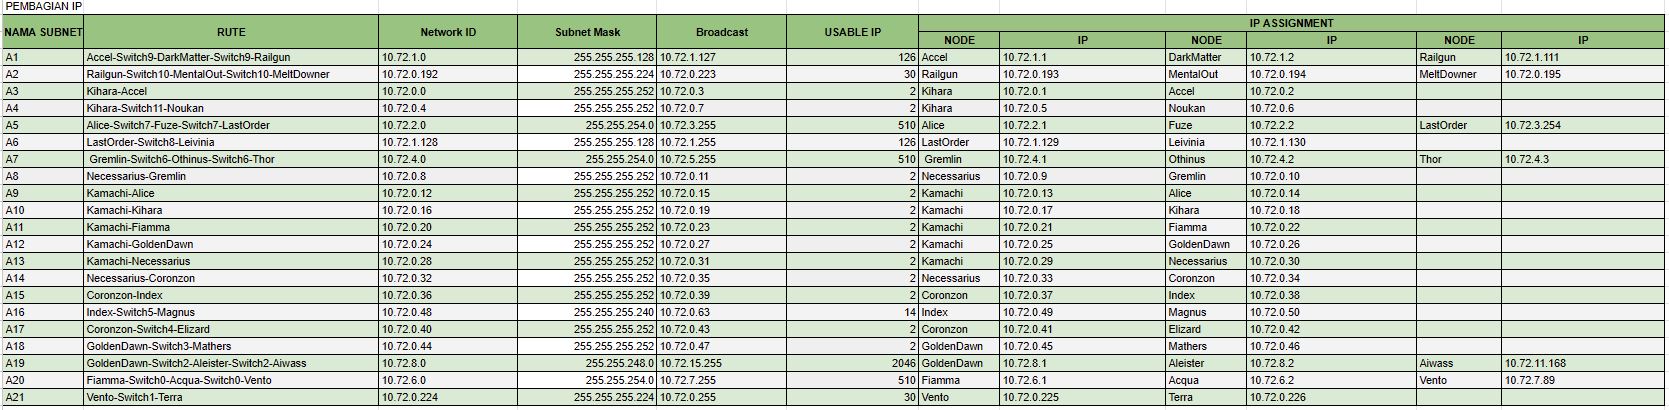 PEMBAGIAN IP
NAMA SUBNET RUTE Network ID Subnet Mask Broadcast USABLE IP IP ASSIGNMENT
NODE IP NODE IP NODE IP
A1 Accel-Switch9-DarkMatter-Switch9-Railgun 10.72.1.0 255.255.255.128 10.72.1.127 126 Accel 10.72.1.1 DarkMatter 10.72.1.2 Railgun 10.72.1.111
A2 Railgun-Switch10-MentalOut-Switch10-MeltDowner 10.72.0.192 255.255.255.224 10.72.0.223 30 Railgun 10.72.0.193 MentalOut 10.72.0.194 MeltDowner 10.72.0.195
A3 Kihara-Accel 10.72.0.0 255.255.255.252 10.72.0.3 2 Kihara 10.72.0.1 Accel 10.72.0.2
A4 Kihara-Switch11-Noukan 10.72.0.4 255.255.255.252 10.72.0.7 2 Kihara 10.72.0.5 Noukan 10.72.0.6
A5 Alice-Switch7-Fuze-Switch7-LastOrder 10.72.2.0 255.255.254.0 10.72.3.255 510 Alice 10.72.2.1 Fuze 10.72.2.2 LastOrder 10.72.3.254
A6 LastOrder-Switch8-Leivinia 10.72.1.128 255.255.255.128 10.72.1.255 126 LastOrder 10.72.1.129 Leivinia 10.72.1.130
A7 Gremlin-Switch6-Othinus-Switch6-Thor 10.72.4.0 255.255.254.0 10.72.5.255 510 Gremlin 10.72.4.1 Othinus 10.72.4.2 Thor 10.72.4.3
A8 Necessarius-Gremlin 10.72.0.8 255.255.255.252 10.72.0.11 2 Necessarius 10.72.0.9 Gremlin 10.72.0.10
A9 Kamachi-Alice 10.72.0.12 255.255.255.252 10.72.0.15 2 Kamachi 10.72.0.13 Alice 10.72.0.14
A10 Kamachi-Kihara 10.72.0.16 255.255.255.252 10.72.0.19 2 Kamachi 10.72.0.17 Kihara 10.72.0.18
A11 Kamachi-Fiamma 10.72.0.20 255.255.255.252 10.72.0.23 2 Kamachi 10.72.0.21 Fiamma 10.72.0.22
A12 Kamachi-GoldenDawn 10.72.0.24 255.255.255.252 10.72.0.27 2 Kamachi 10.72.0.25 GoldenDawn 10.72.0.26
A13 Kamachi-Necessarius 10.72.0.28 255.255.255.252 10.72.0.31 2 Kamachi 10.72.0.29 Necessarius 10.72.0.30
A14 Necessarius-Coronzon 10.72.0.32 255.255.255.252 10.72.0.35 2 Necessarius 10.72.0.33 Coronzon 10.72.0.34
A15 Coronzon-Index 10.72.0.36 255.255.255.252 10.72.0.39 2 Coronzon 10.72.0.37 Index 10.72.0.38
A16 Index-Switch5-Magnus 10.72.0.48 255.255.255.240 10.72.0.63 14 Index 10.72.0.49 Magnus 10.72.0.50
A17 Coronzon-Switch4-Elizard 10.72.0.40 255.255.255.252 10.72.0.43 2 Coronzon 10.72.0.41 Elizard 10.72.0.42
A18 GoldenDawn-Switch3-Mathers 10.72.0.44 255.255.255.252 10.72.0.47 2 GoldenDawn 10.72.0.45 Mathers 10.72.0.46
A19 GoldenDawn-Switch2-Aleister-Switch2-Aiwass 10.72.8.0 255.255.248.0 10.72.15.255 2046 GoldenDawn 10.72.8.1 Aleister 10.72.8.2 Aiwass 10.72.11.168
A20 Fiamma-Switch0-Acqua-Switch0-Vento 10.72.6.0 255.255.254.0 10.72.7.255 510 Fiamma 10.72.6.1 Acqua 10.72.6.2 Vento 10.72.7.89
A21 Vento-Switch1-Terra 10.72.0.224 255.255.255.224 10.72.0.255 30 Vento 10.72.0.225 Terra 10.72.0.226